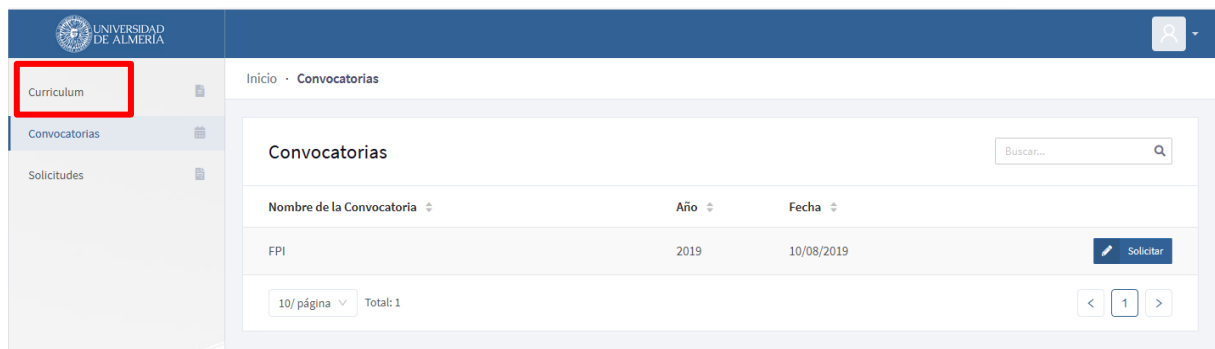 UNIVERSIDAD
DE ALMERÍA
Curriculum
Convocatorias
Solicitudes
Inicio · Convocatorias
Convocatorias
Buscar...
Nombre de la Convocatoria Año Fecha
FPI 2019 10/08/2019 Solicitar
10/ página Total: 1 < 1 >